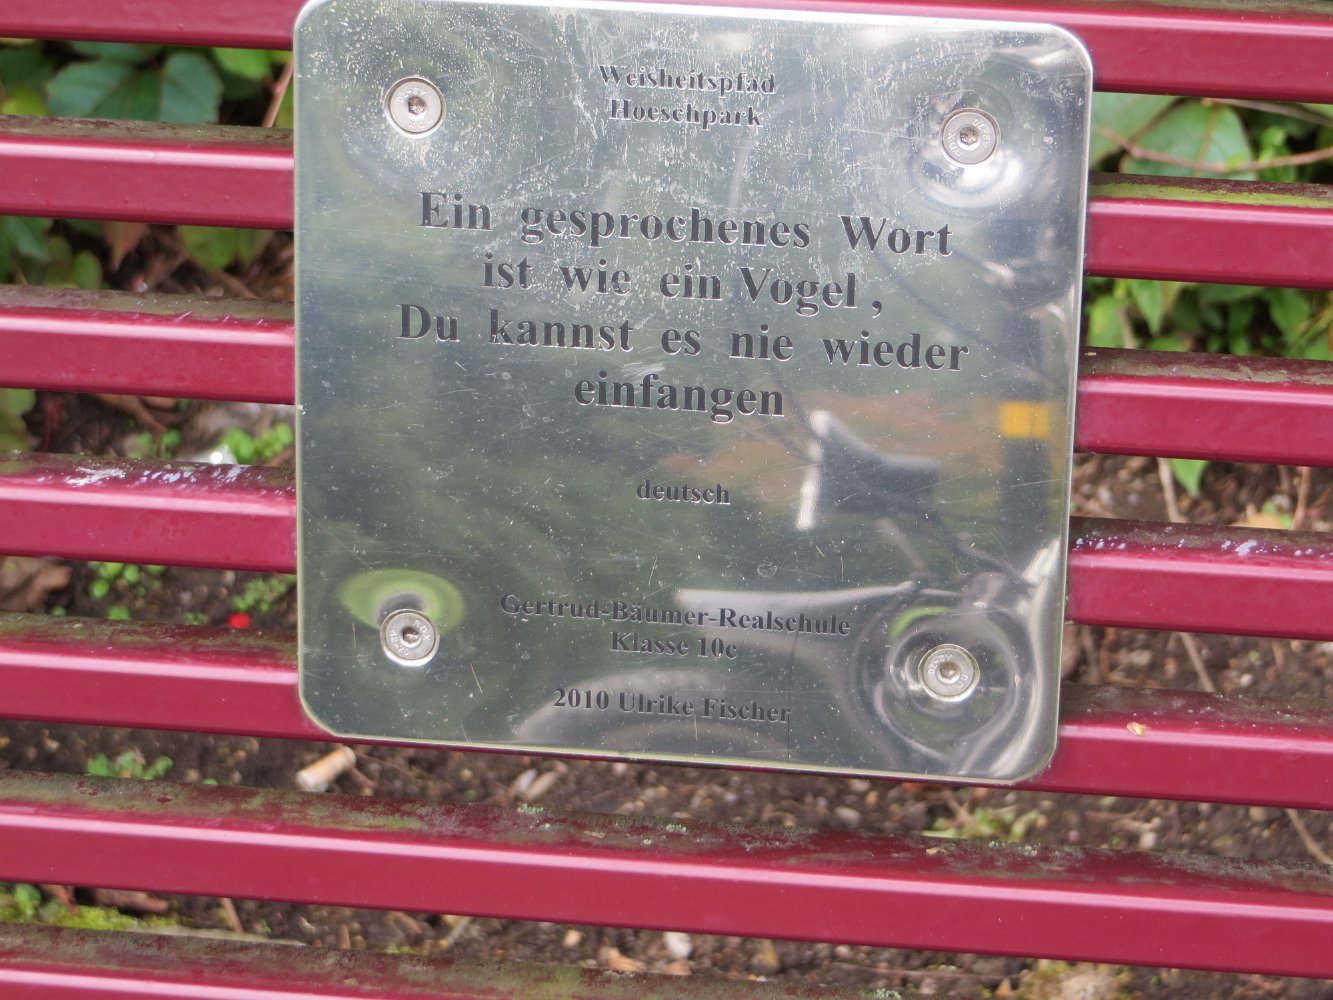 Weisheitspfad
Hoeschpark
Ein gesprochenes Wort
ist wie ein Vogel ,
Du kannst es nie wieder
einfangen
deutsch
Gertrud-Bäumer-Realschule
Klasse 10c
2010 Ulrike Fischer